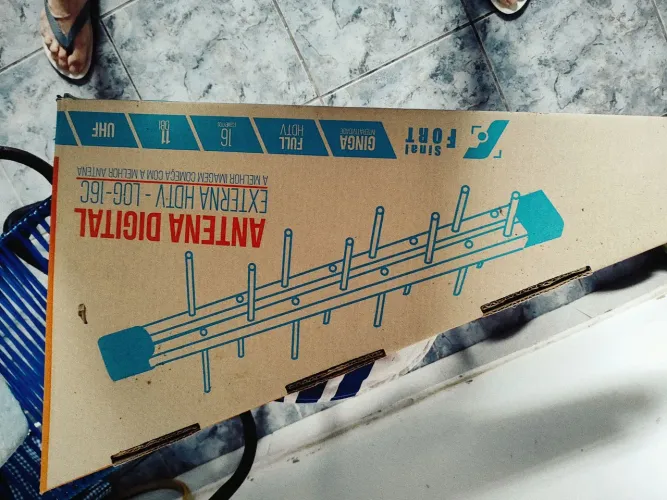 Sinal
FORT
GINGA
INTERATIVIDADE
FULL
HDTV
16
11
DBI
UHF
ANTENA DIGITAL
EXTERNA HDTV - LOG-16C
A MELHOR IMAGEM COMEÇA COM A MELHOR ANTENA